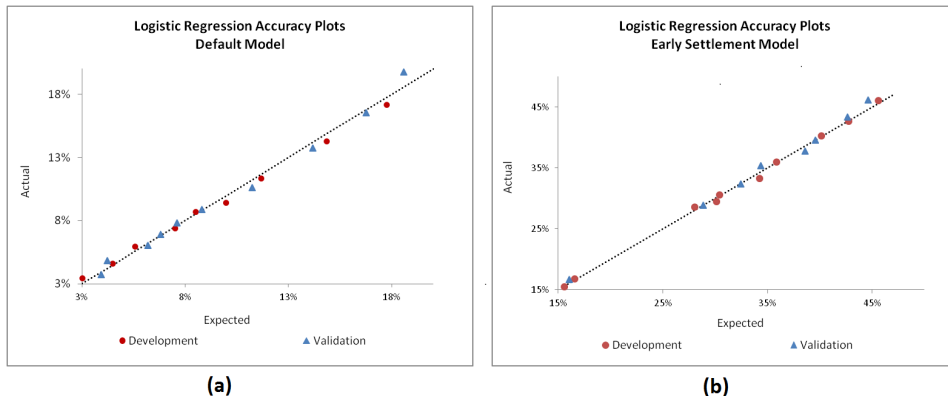 Logistic Regression Accuracy Plots
Default Model
18%
13%
8%
3%
Actual
3% 8% 13% 18%
Expected
Development Validation
(a)
Logistic Regression Accuracy Plots
Early Settlement Model
45%
35%
25%
15%
Actual
15% 25% 35% 45%
Expected
Development Validation
(b)